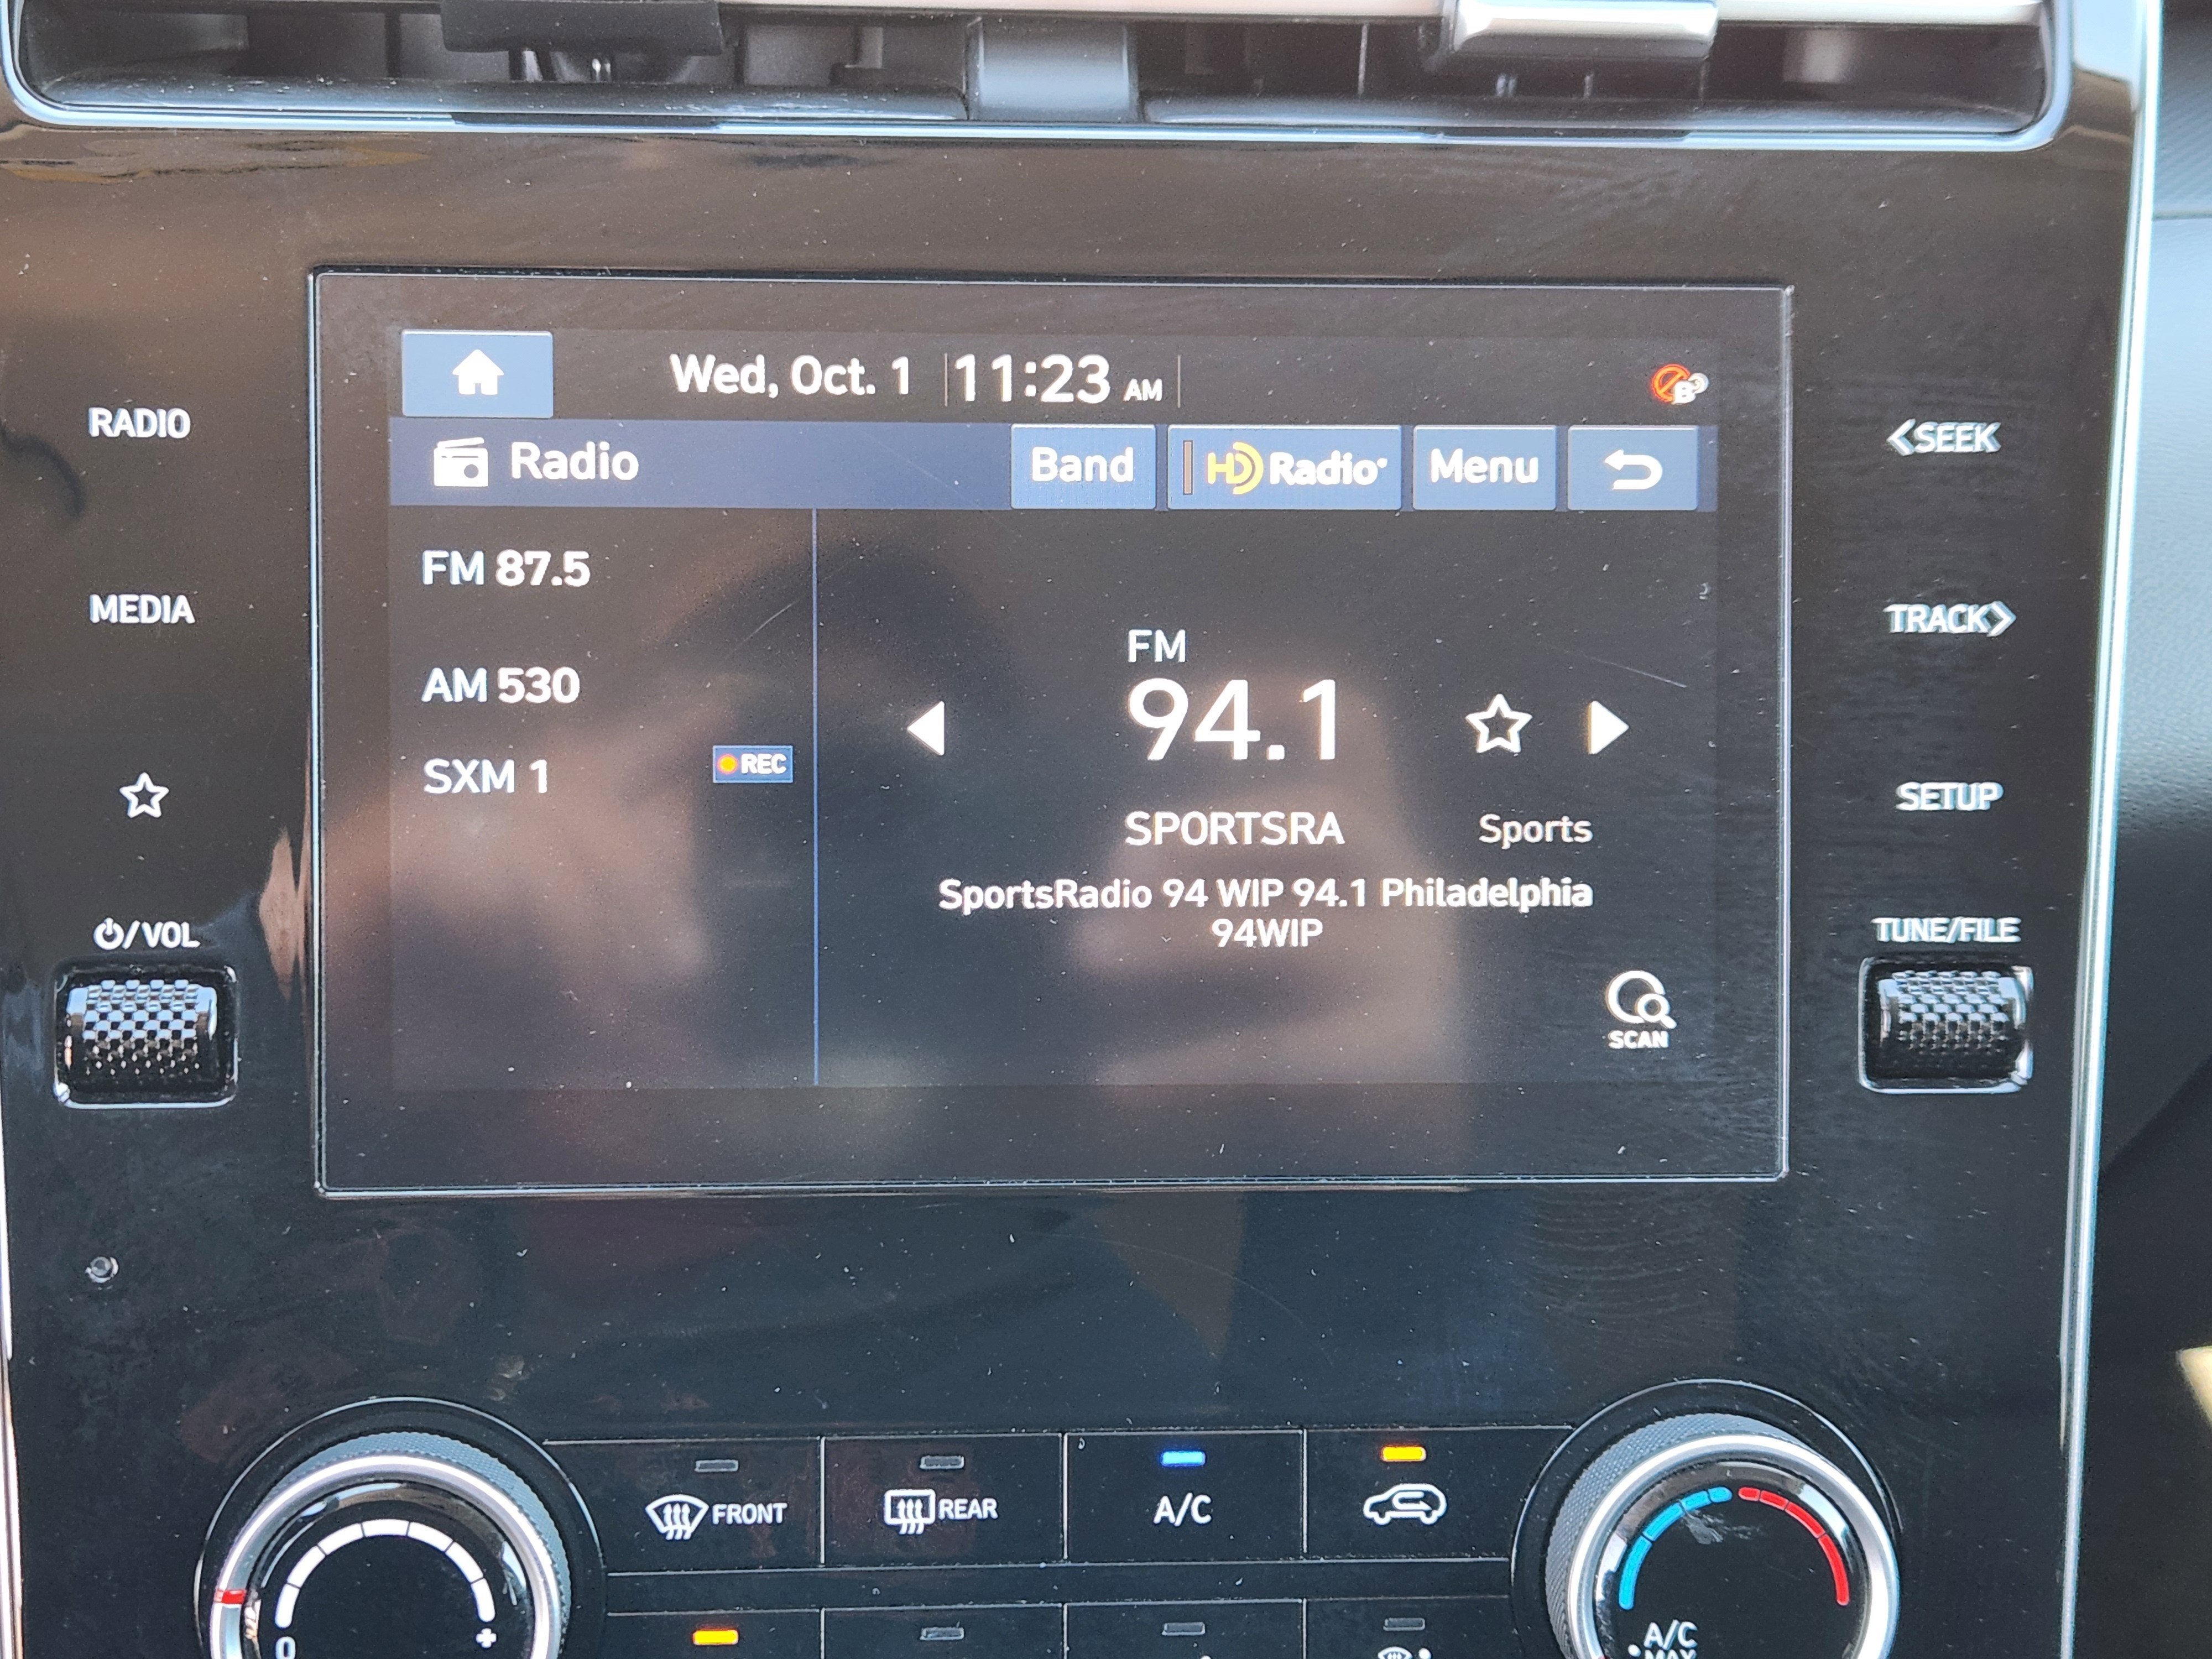 Wed, Oct. 1 11:23 AM
Radio Band HD Radio Menu
RADIO
MEDIA
/VOL
FM 87.5
AM 530
SXM 1 REC
FM
94.1
SPORTSRA Sports
SportsRadio 94 WIP 94.1 Philadelphia
94WIP
SCAN
SEEK
TRACK
SETUP
TUNE/FILE
FRONT REAR A/C
0 +
A/C
MAX